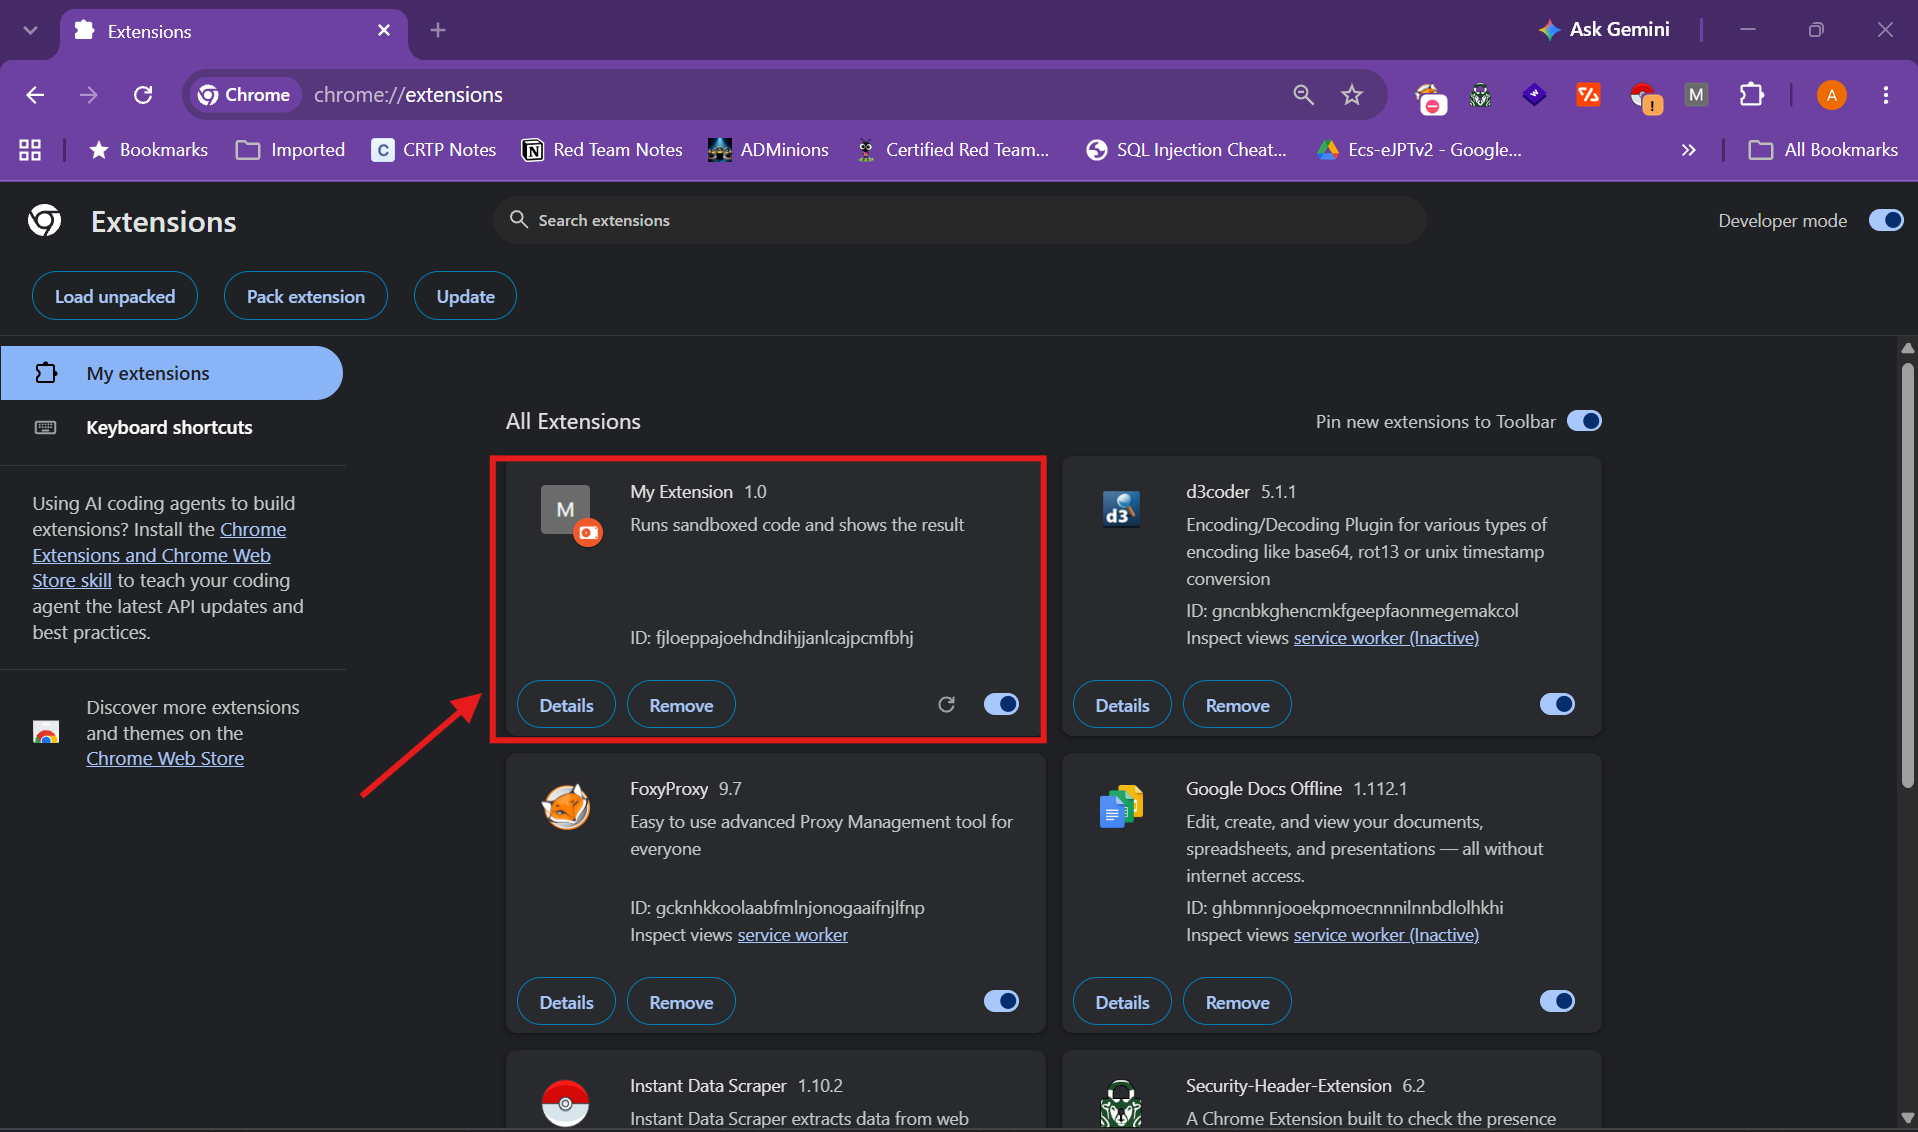 Extensions
Ask Gemini
Chrome
chrome://extensions
M
A
Bookmarks
Imported
C
CRTP Notes
Red Team Notes
ADMinions
Certified Red Team...
SQL Injection Cheat...
Ecs-eJPTv2 - Google...
All Bookmarks
Extensions
Search extensions
Developer mode
Load unpacked
Pack extension
Update
My extensions
Keyboard shortcuts
Using AI coding agents to build
extensions? Install the Chrome
Extensions and Chrome Web
Store skill to teach your coding
agent the latest API updates and
best practices.
Discover more extensions
and themes on the
Chrome Web Store
All Extensions
Pin new extensions to Toolbar
M
My Extension 1.0
Runs sandboxed code and shows the result
ID: fjloeppajoehdndihjjanlcajpcmfbhj
Details
Remove
d3
d3coder 5.1.1
Encoding/Decoding Plugin for various types of
encoding like base64, rot13 or unix timestamp
conversion
ID: gncnbkghencmkfgeepfaonmegemakcol
Inspect views service worker (Inactive)
Details
Remove
FoxyProxy 9.7
Easy to use advanced Proxy Management tool for
everyone
ID: gcknhkkoolaabfmlnjonogaaifnjlfnp
Inspect views service worker
Details
Remove
Google Docs Offline 1.112.1
Edit, create, and view your documents,
spreadsheets, and presentations — all without
internet access.
ID: ghbmnnjooekpmoecnnnilnnbdlolhkhi
Inspect views service worker (Inactive)
Details
Remove
Instant Data Scraper 1.10.2
Instant Data Scraper extracts data from web
Security-Header-Extension 6.2
A Chrome Extension built to check the presence